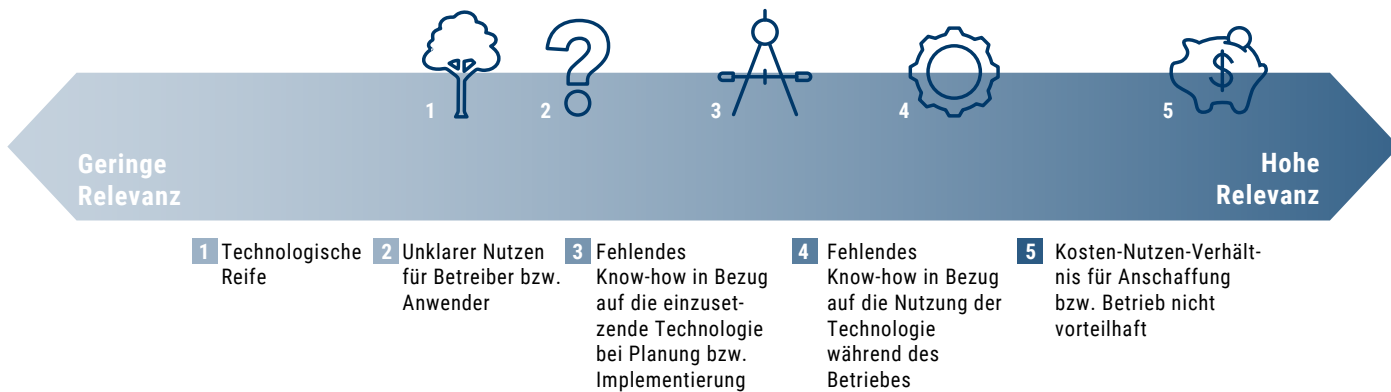 1
2
3
4
5
Geringe
Relevanz
Hohe
Relevanz
$
1 Technologische
Reife
2 Unklarer Nutzen
für Betreiber bzw.
Anwender
3 Fehlendes
Know-how in Bezug
auf die einzuset-
zende Technologie
bei Planung bzw.
Implementierung
4 Fehlendes
Know-how in Bezug
auf die Nutzung der
Technologie
während des
Betriebes
5 Kosten-Nutzen-Verhält-
nis für Anschaffung
bzw. Betrieb nicht
vorteilhaft